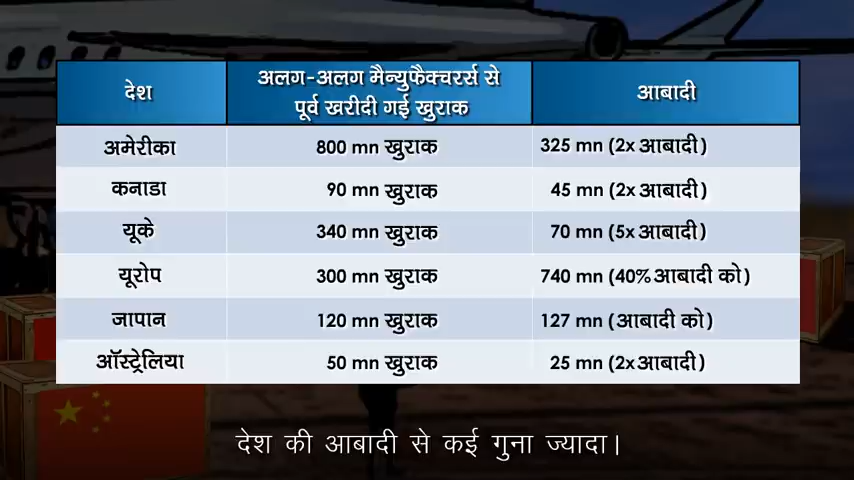 देश
अलग-अलग मैन्युफैक्चरर्स से
पूर्व खरीदी गई खुराक
आबादी
अमेरीका 800 mn खुराक 325 mn (2x आबादी)
कनाडा 90 mn खुराक 45 mn (2x आबादी)
यूके 340 mn खुराक 70 mn (5x आबादी)
यूरोप 300 mn खुराक 740 mn (40% आबादी को)
जापान 120 mn खुराक 127 mn (आबादी को)
ऑस्ट्रेलिया 50 mn खुराक 25 mn (2x आबादी)
देश की आबादी से कई गुना ज्यादा।